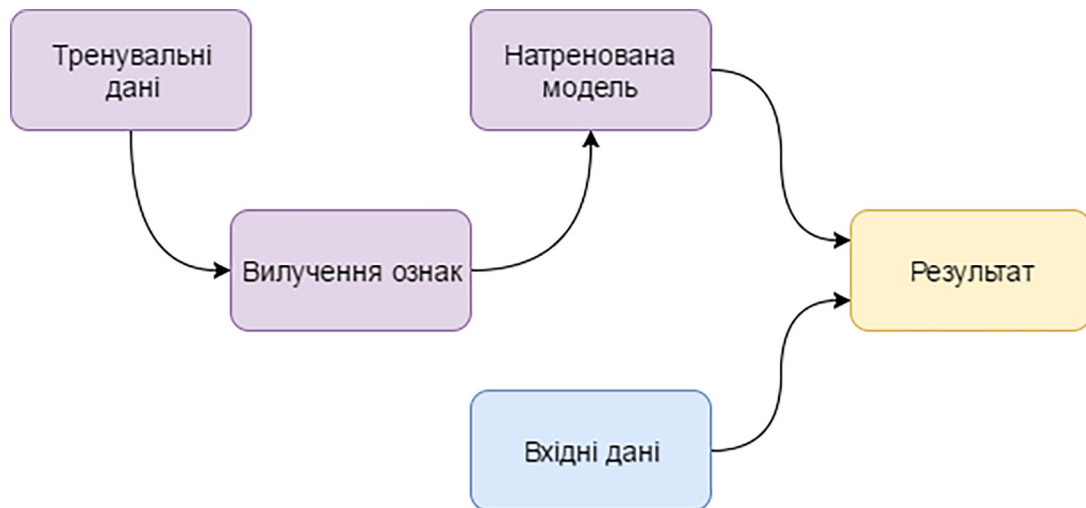 Тренувальні
дані
Натренована
модель
Вилучення ознак
Результат
Вхідні дані